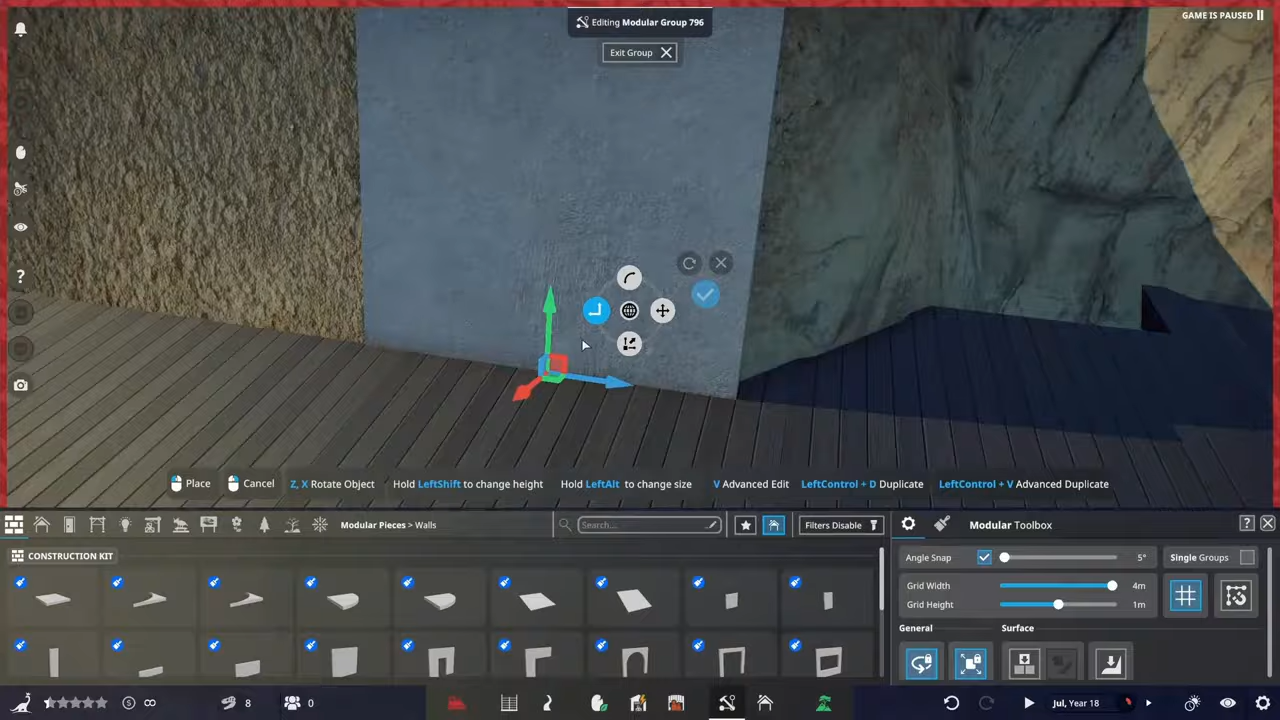 Editing Modular Group 796
GAME IS PAUSED
Exit Group
?
Place
Cancel
Z, X Rotate Object
Hold LeftShift to change height
Hold LeftAlt to change size
V Advanced Edit
LeftControl + D Duplicate
LeftControl + V Advanced Duplicate
Modular Pieces > Walls
Search...
Filters Disable
Modular Toolbox
?
CONSTRUCTION KIT
Angle Snap
5°
Single Groups
Grid Width
4m
Grid Height
1m
General
Surface
8
0
Jul, Year 18